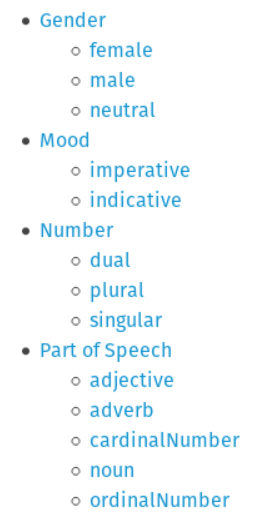 Gender
female
male
neutral
Mood
imperative
indicative
Number
dual
plural
singular
Part of Speech
adjective
adverb
cardinalNumber
noun
ordinalNumber